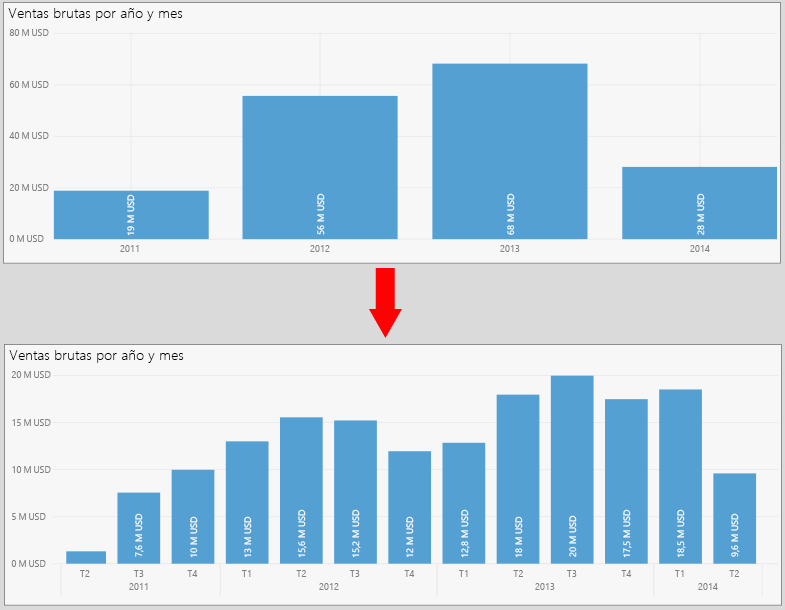 Ventas brutas por año y mes
80 M USD
60 M USD
40 M USD
20 M USD
0 M USD
19 M USD
56 M USD
68 M USD
28 M USD
2011 2012 2013 2014
Ventas brutas por año y mes
20 M USD
15 M USD
10 M USD
5 M USD
0 M USD
7,6 M USD
10 M USD
13 M USD
15,6 M USD
15,2 M USD
12 M USD
12,8 M USD
18 M USD
20 M USD
17,5 M USD
18,5 M USD
9,6 M USD
T2 T3 T4 T1 T2 T3 T4 T1 T2 T3 T4 T1 T2
2011 2012 2013 2014